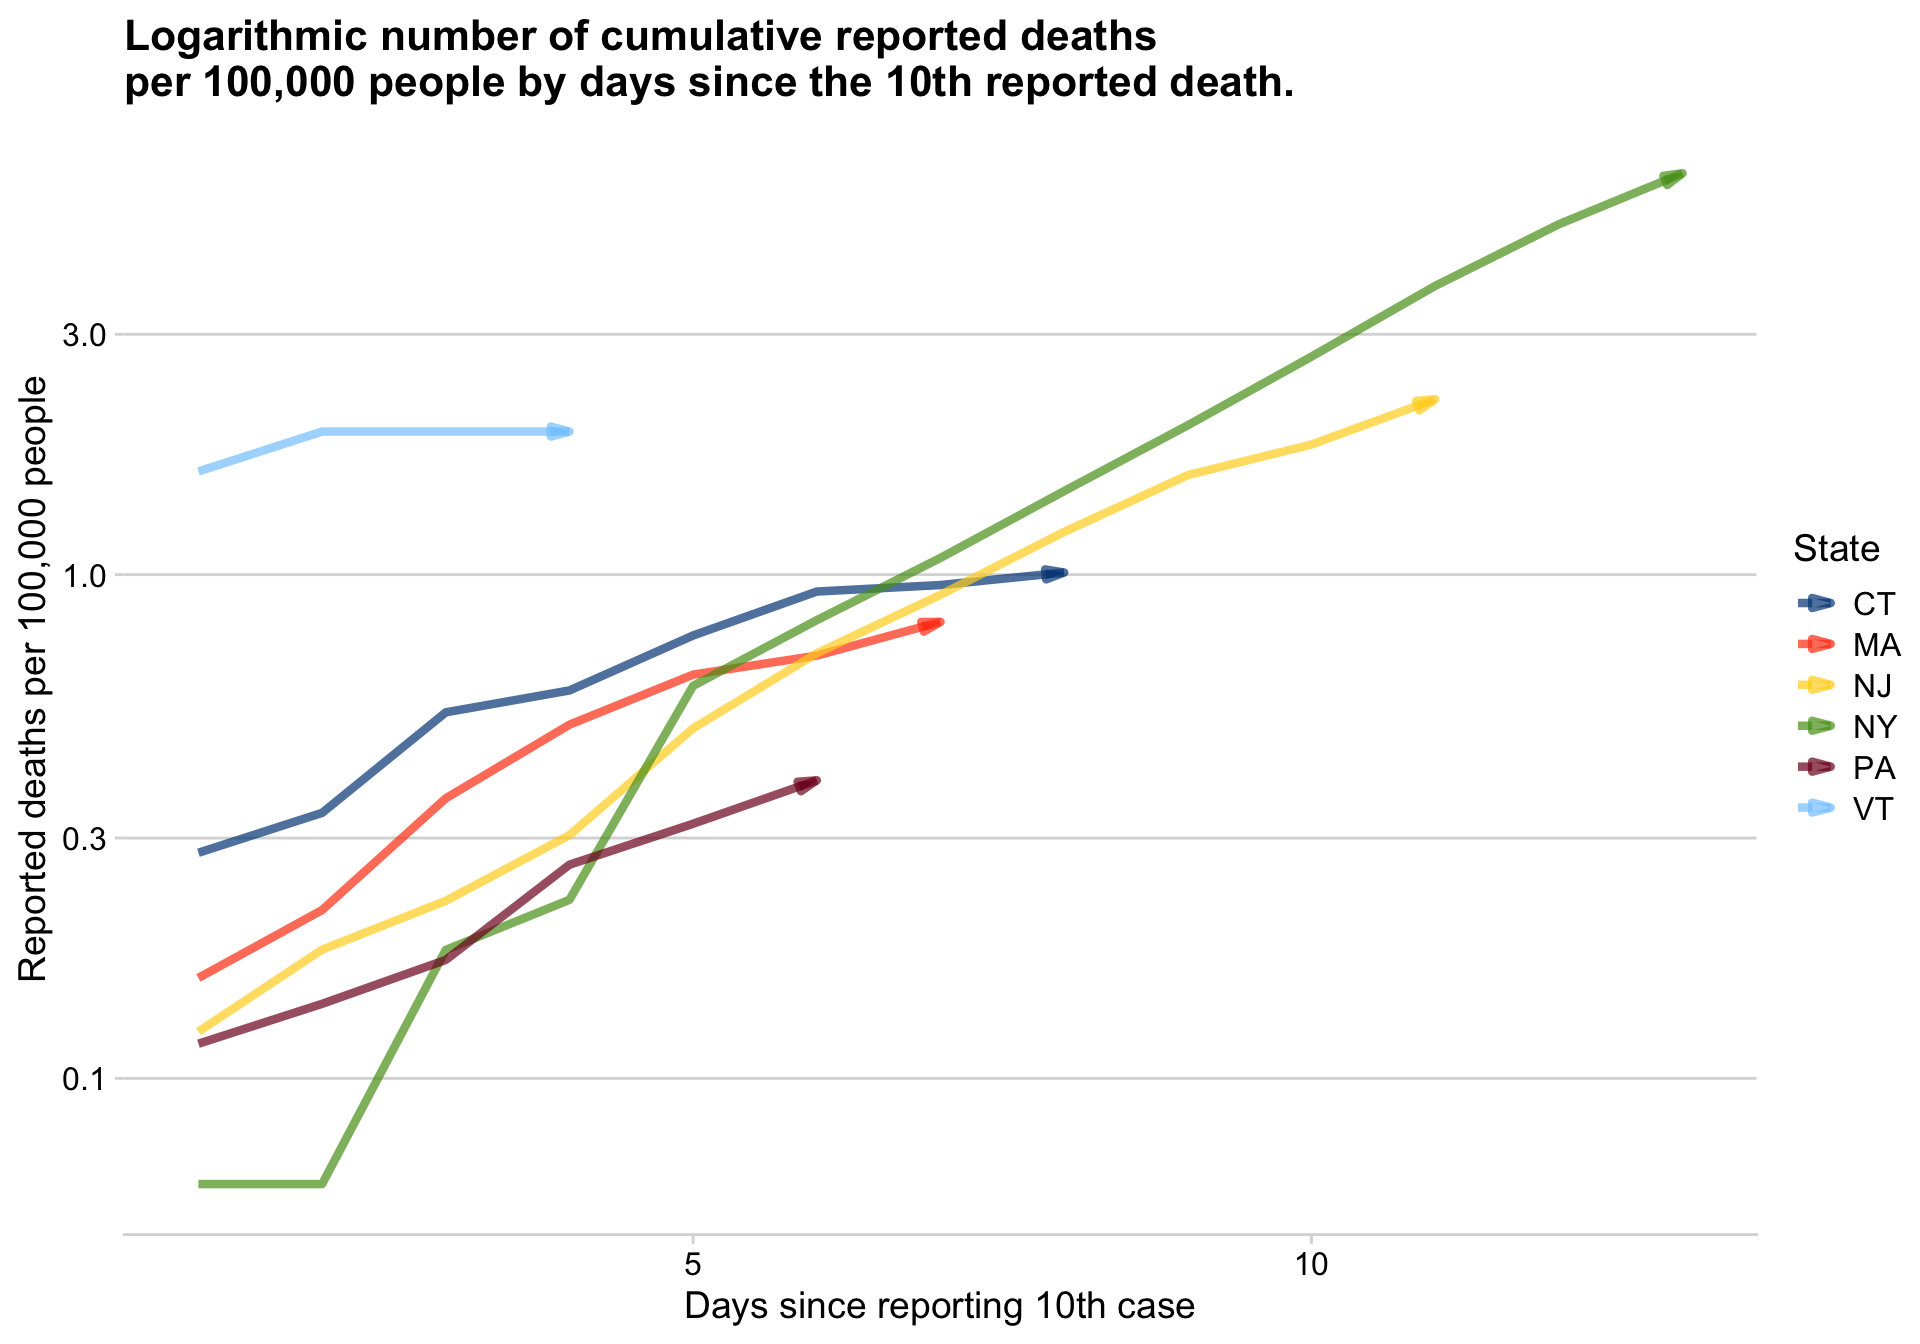 Logarithmic number of cumulative reported deaths
per 100,000 people by days since the 10th reported death.
Reported deaths per 100,000 people
3.0
1.0
0.3
0.1
5
10
Days since reporting 10th case
State
CT
MA
NJ
NY
PA
VT